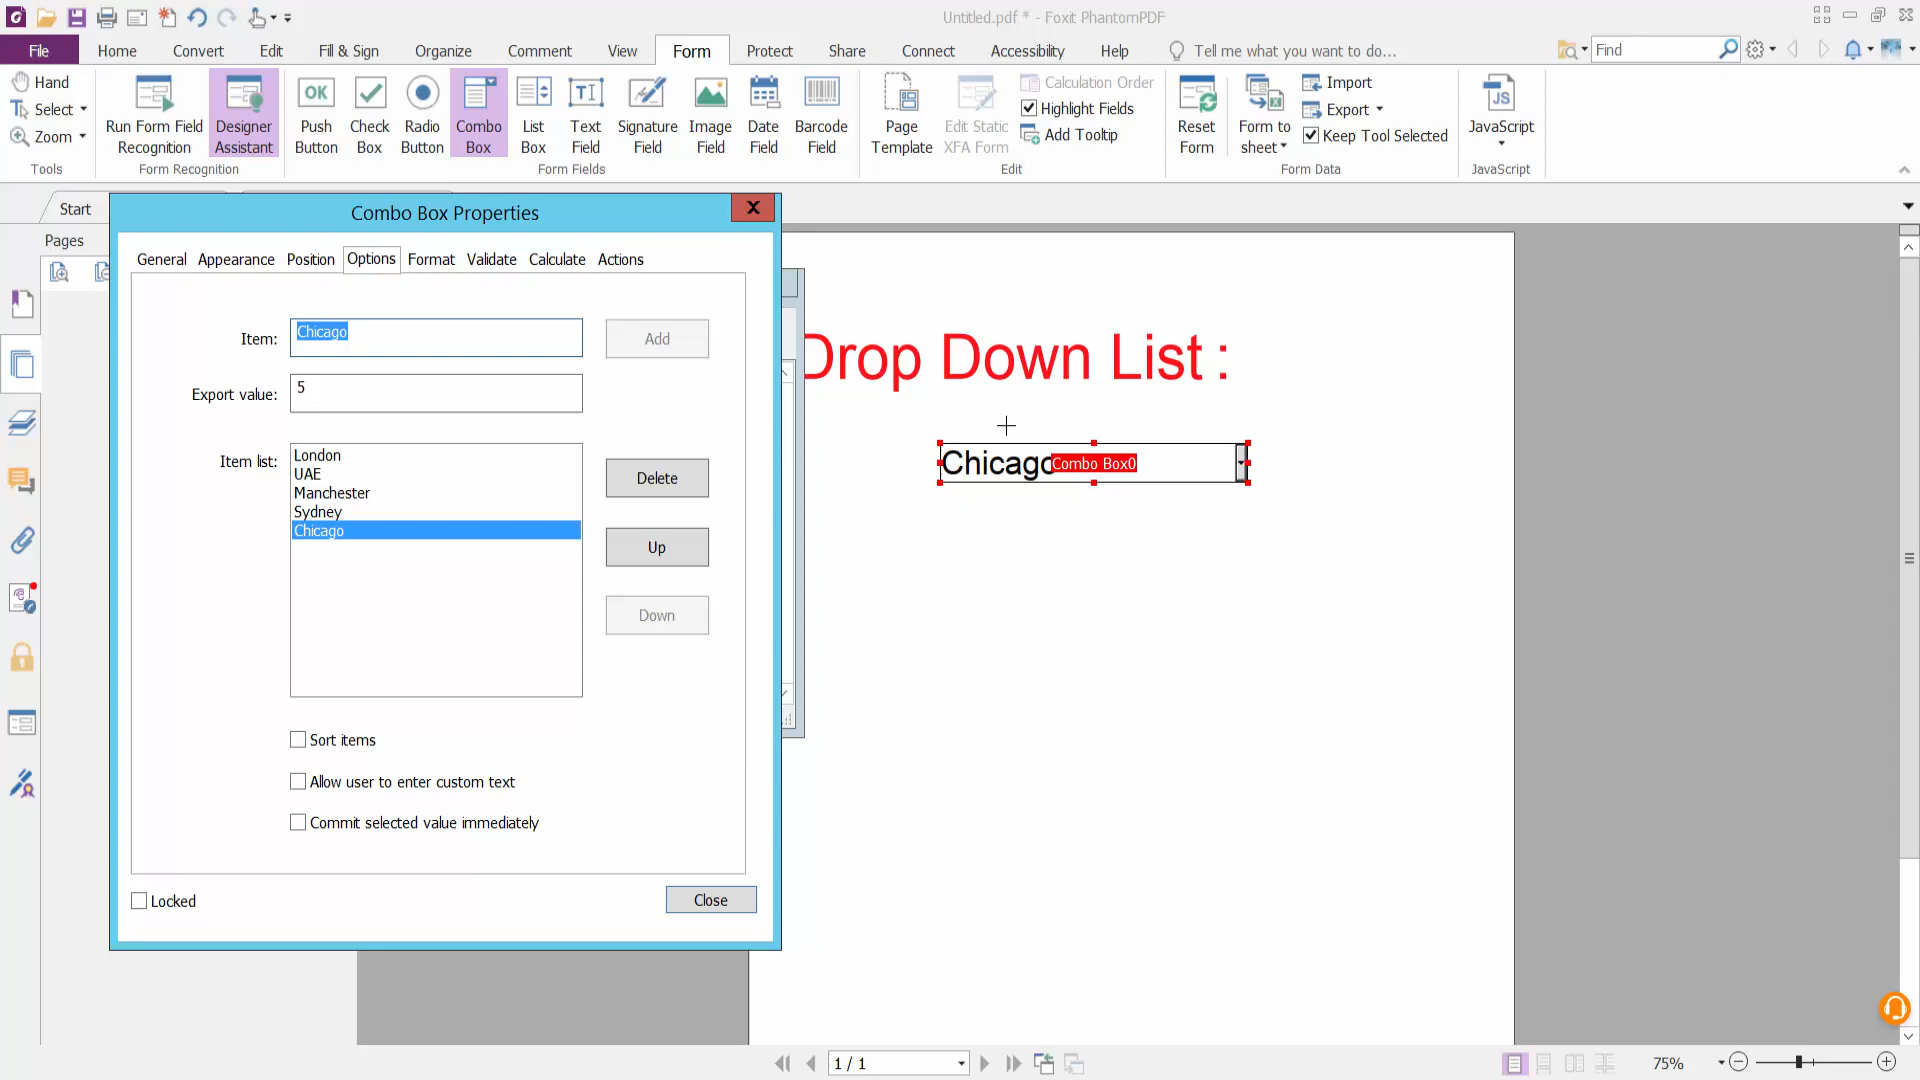 Untitled.pdf * - Foxit PhantomPDF
File Home Convert Edit Fill & Sign Organize Comment View Form Protect Share Connect Accessibility Help Tell me what you want to do... Find
Hand
Select
Zoom
Tools
Run Form Field
Recognition
Designer
Assistant
Form Recognition
OK
Push
Button
Check
Box
Radio
Button
Combo
Box
List
Box
Text
Field
Signature
Field
Image
Field
Date
Field
Barcode
Field
Form Fields
Page
Template
Edit Static
XFA Form
Calculation Order
Highlight Fields
Add Tooltip
Edit
Reset
Form
Form to
sheet
Import
Export
Keep Tool Selected
Form Data
JS
JavaScript
JavaScript
Start
Pages
Combo Box Properties
X
General Appearance Position Options Format Validate Calculate Actions
Item: Chicago Add
Export value: 5
Item list:
London
UAE
Manchester
Sydney
Chicago
Delete
Up
Down
Sort items
Allow user to enter custom text
Commit selected value immediately
Locked
Close
Drop Down List :
Chicago Combo Box0
1 / 1
75%